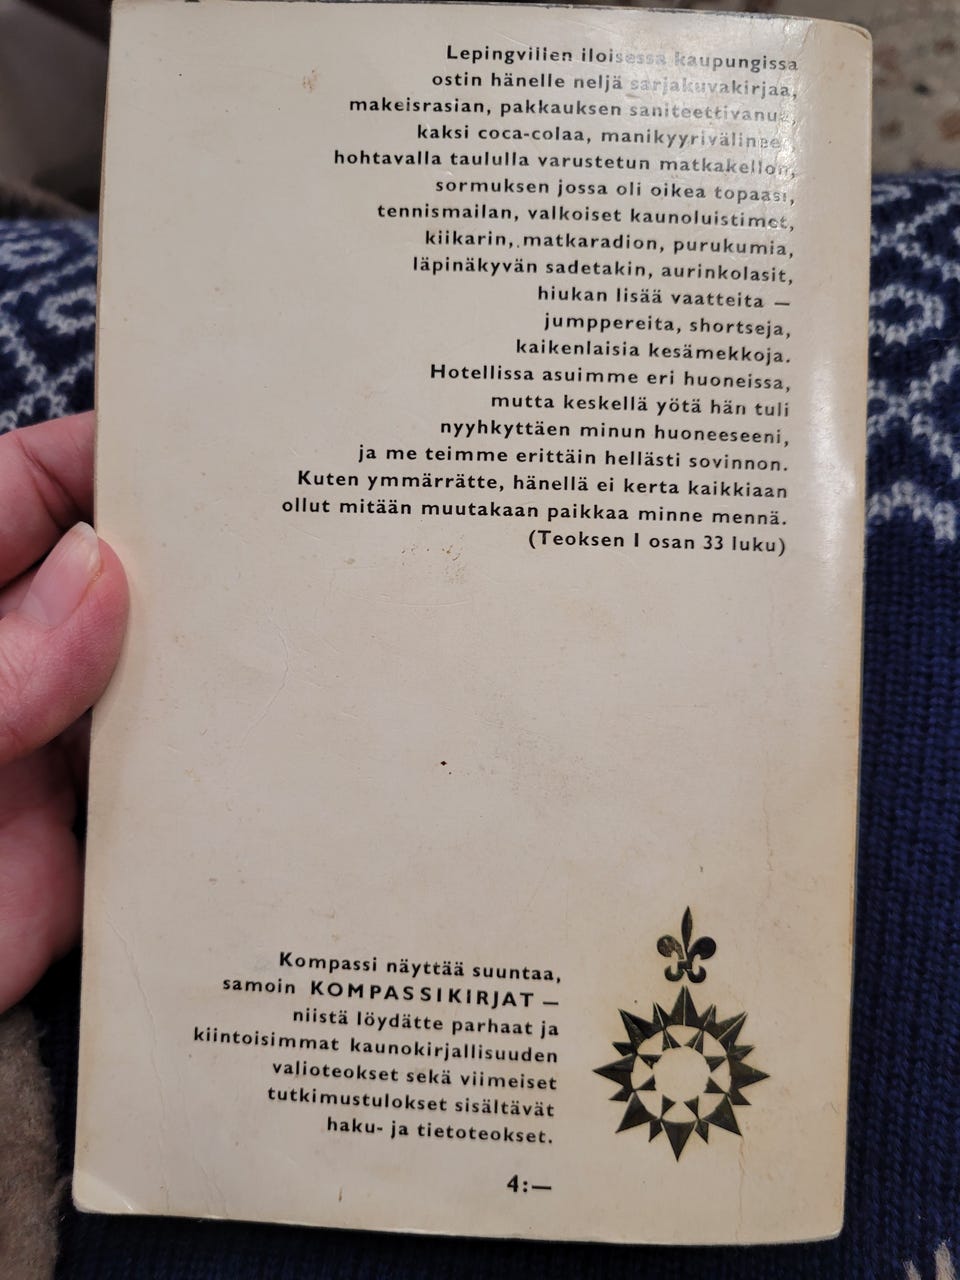 Lepingvillen iloisessa kaupungissa
ostin hänelle neljä sarjakuvakirjaa,
makeisrasian, pakkauksen saniteettivanua,
kaksi coca-colaa, manikyyrivälineet,
hohtavalla taululla varustetun matkakellon,
sormuksen jossa oli oikea topaasi,
tennismailan, valkoiset kaunoluistimet,
kiikarin, matkaradion, purukumia,
läpinäkyvän sadetakin, aurinkolasit,
hiukan lisää vaatteita —
jumppereita, shortseja,
kaikenlaisia kesämekkoja.
Hotellissa asuimme eri huoneissa,
mutta keskellä yötä hän tuli
nyyhkyttäen minun huoneeseeni,
ja me teimme erittäin hellästi sovinnon.
Kuten ymmärrätte, hänellä ei kerta kaikkiaan
ollut mitään muutakaan paikkaa minne mennä.
(Teoksen I osan 33 luku)
Kompassi näyttää suuntaa,
samoin KOMPASSIKIRJAT —
niistä löydätte parhaat ja
kiintoisimmat kaunokirjallisuuden
valioteokset sekä viimeiset
tutkimustulokset sisältävät
haku- ja tietoteokset.
4:—